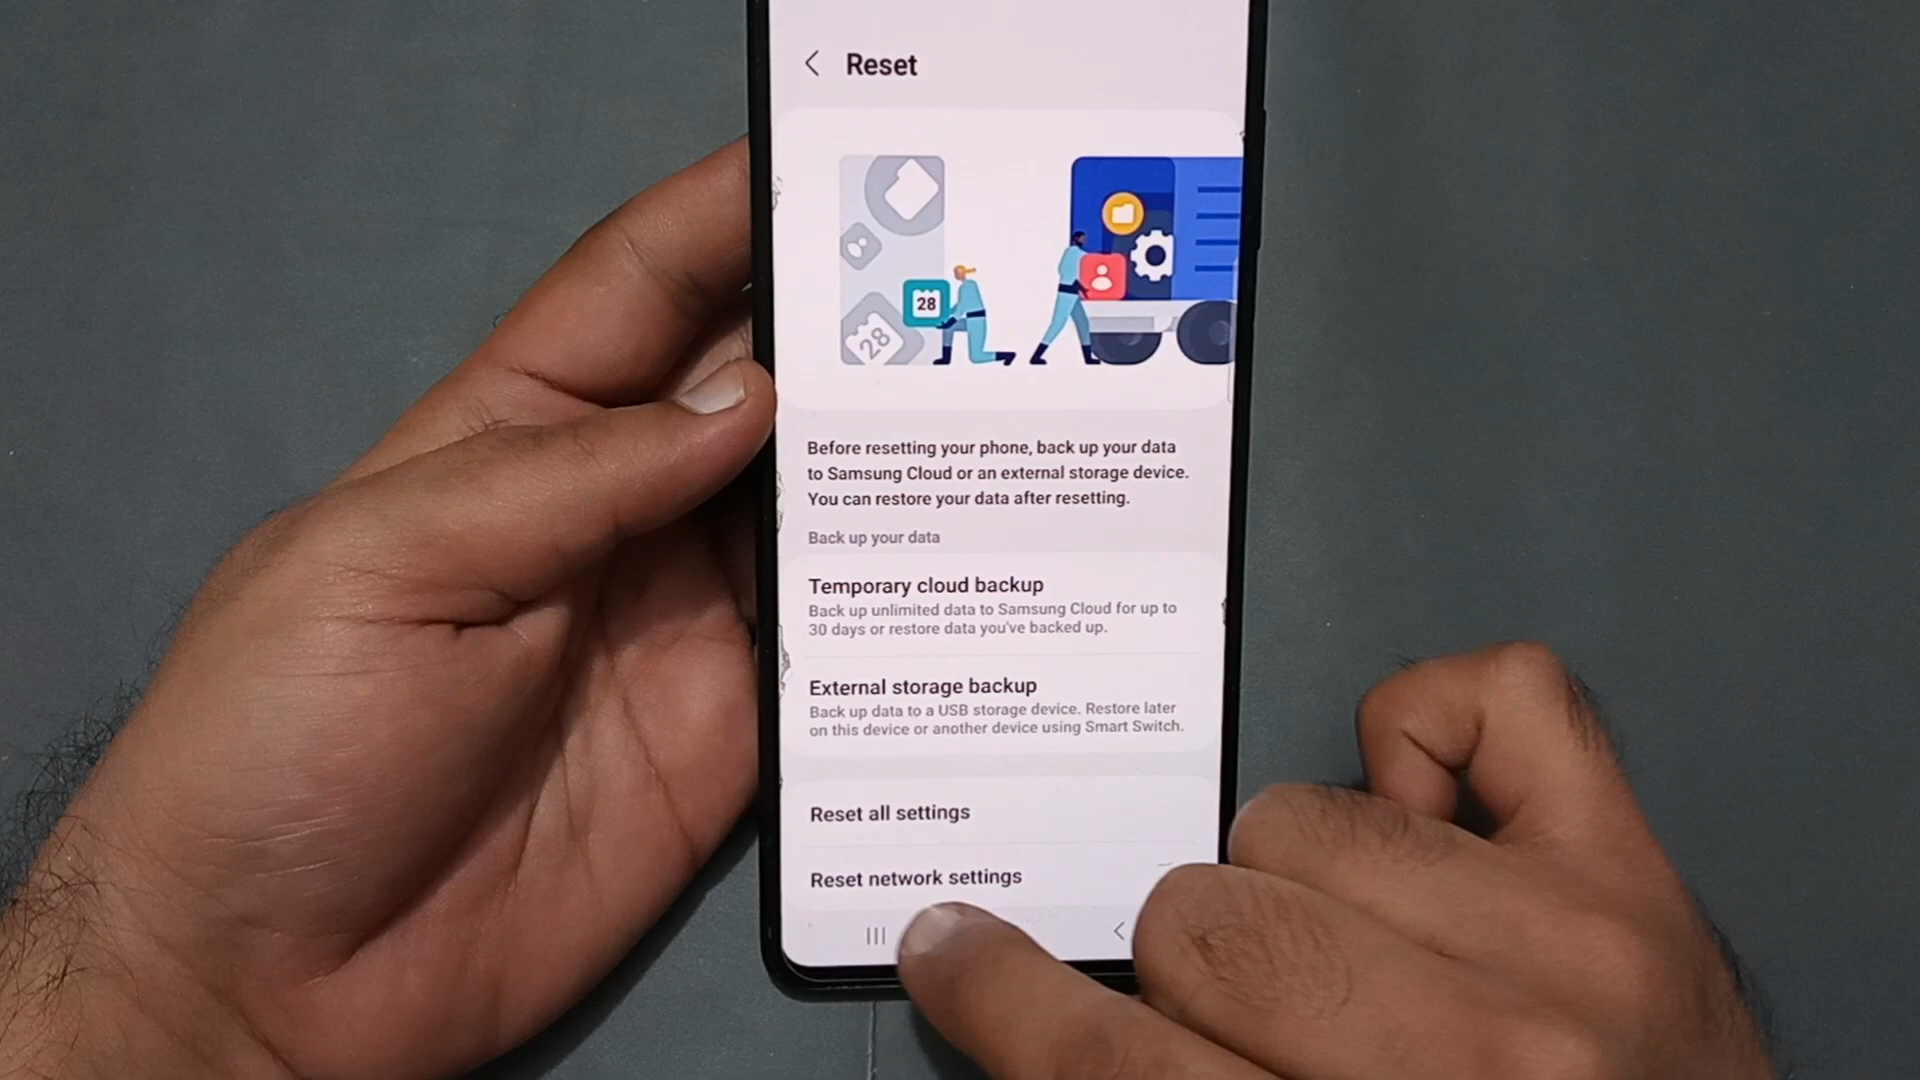 Reset
28
28
Before resetting your phone, back up your data
to Samsung Cloud or an external storage device.
You can restore your data after resetting.
Back up your data
Temporary cloud backup
Back up unlimited data to Samsung Cloud for up to
30 days or restore data you've backed up.
External storage backup
Back up data to a USB storage device. Restore later
on this device or another device using Smart Switch.
Reset all settings
Reset network settings